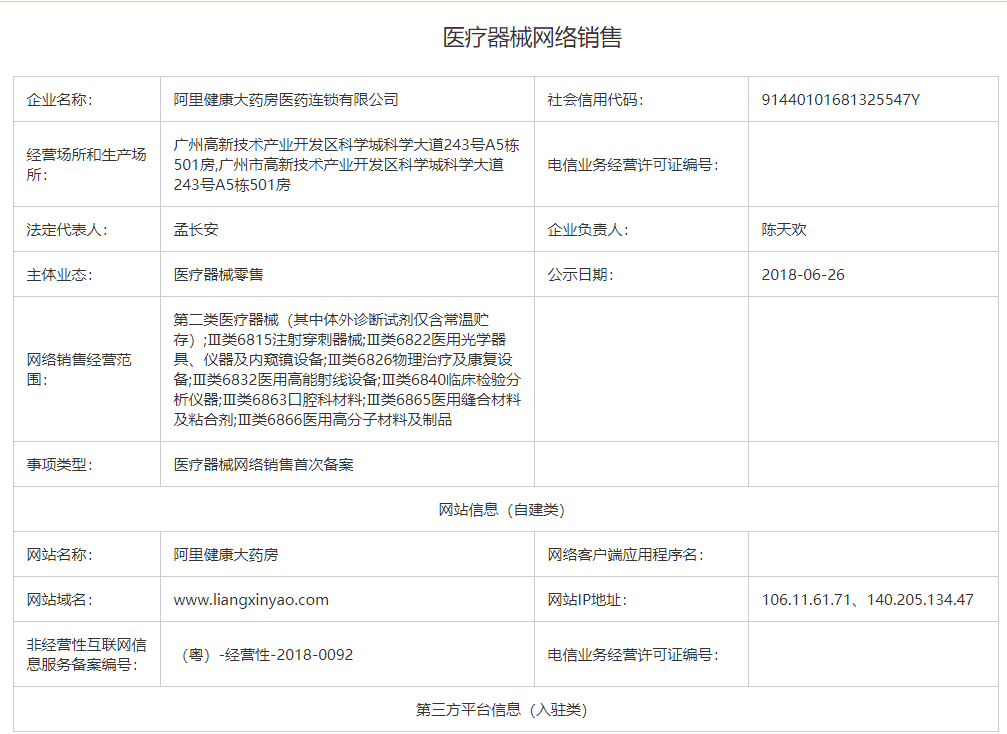 医疗器械网络销售
企业名称：
阿里健康大药房医药连锁有限公司
社会信用代码：
91440101681325547Y
经营场所和生产场
所：
广州高新技术产业开发区科学城科学大道243号A5栋
501房,广州市高新技术产业开发区科学城科学大道
243号A5栋501房
电信业务经营许可证编号：
法定代表人：
孟长安
企业负责人：
陈天欢
主体业态：
医疗器械零售
公示日期：
2018-06-26
网络销售经营范
围：
第二类医疗器械（其中体外诊断试剂仅含常温贮
存）;Ⅲ类6815注射穿刺器械;Ⅲ类6822医用光学器
具、仪器及内窥镜设备;Ⅲ类6826物理治疗及康复设
备;Ⅲ类6832医用高能射线设备;Ⅲ类6840临床检验分
析仪器;Ⅲ类6863口腔科材料;Ⅲ类6865医用缝合材料
及粘合剂;Ⅲ类6866医用高分子材料及制品
事项类型：
医疗器械网络销售首次备案
网站信息（自建类）
网站名称：
阿里健康大药房
网络客户端应用程序名：
网站域名：
www.liangxinyao.com
网站IP地址：
106.11.61.71、140.205.134.47
非经营性互联网信
息服务备案编号：
（粤）-经营性-2018-0092
电信业务经营许可证编号：
第三方平台信息（入驻类）